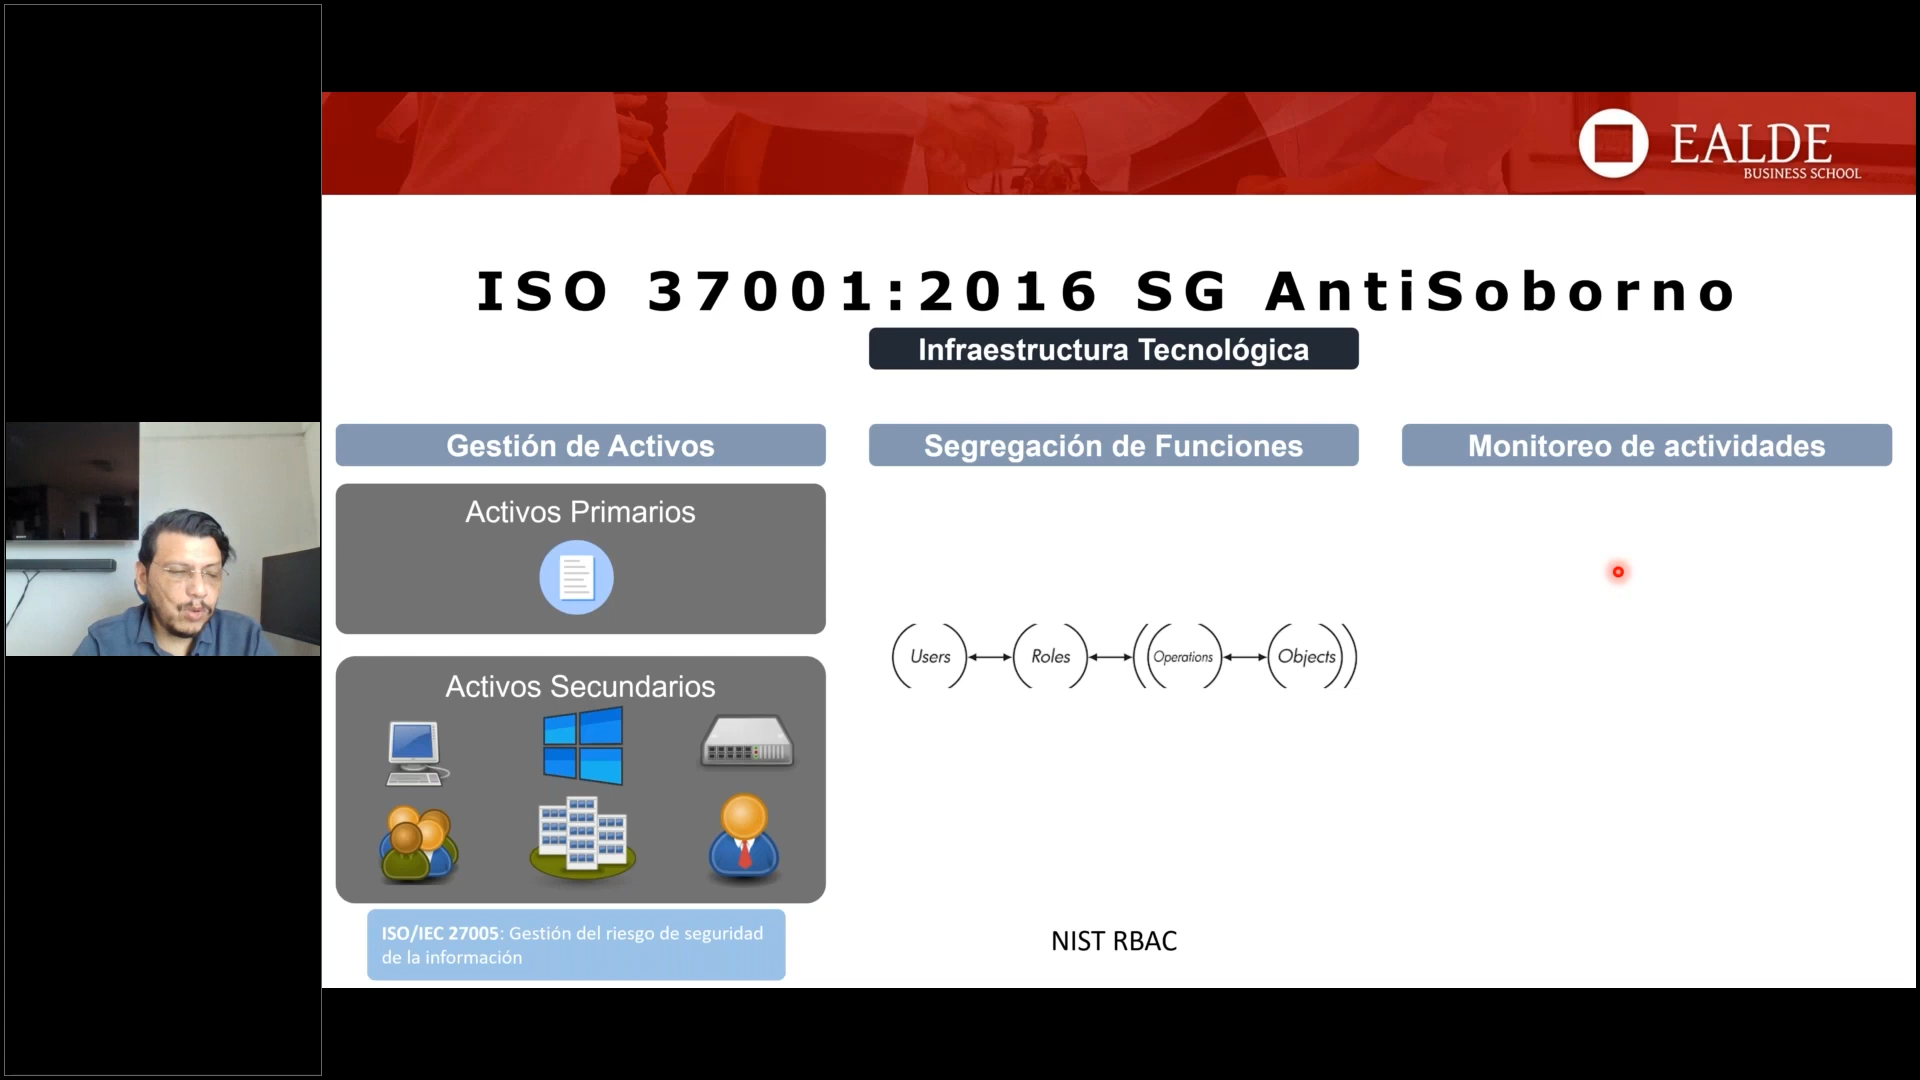 EALDE
BUSINESS SCHOOL
ISO 37001:2016 SG AntiSoborno
Infraestructura Tecnológica
Gestión de Activos
Segregación de Funciones
Monitoreo de actividades
Activos Primarios
Users
Roles
Operations
Objects
Activos Secundarios
ISO/IEC 27005: Gestión del riesgo de seguridad
de la información
NIST RBAC